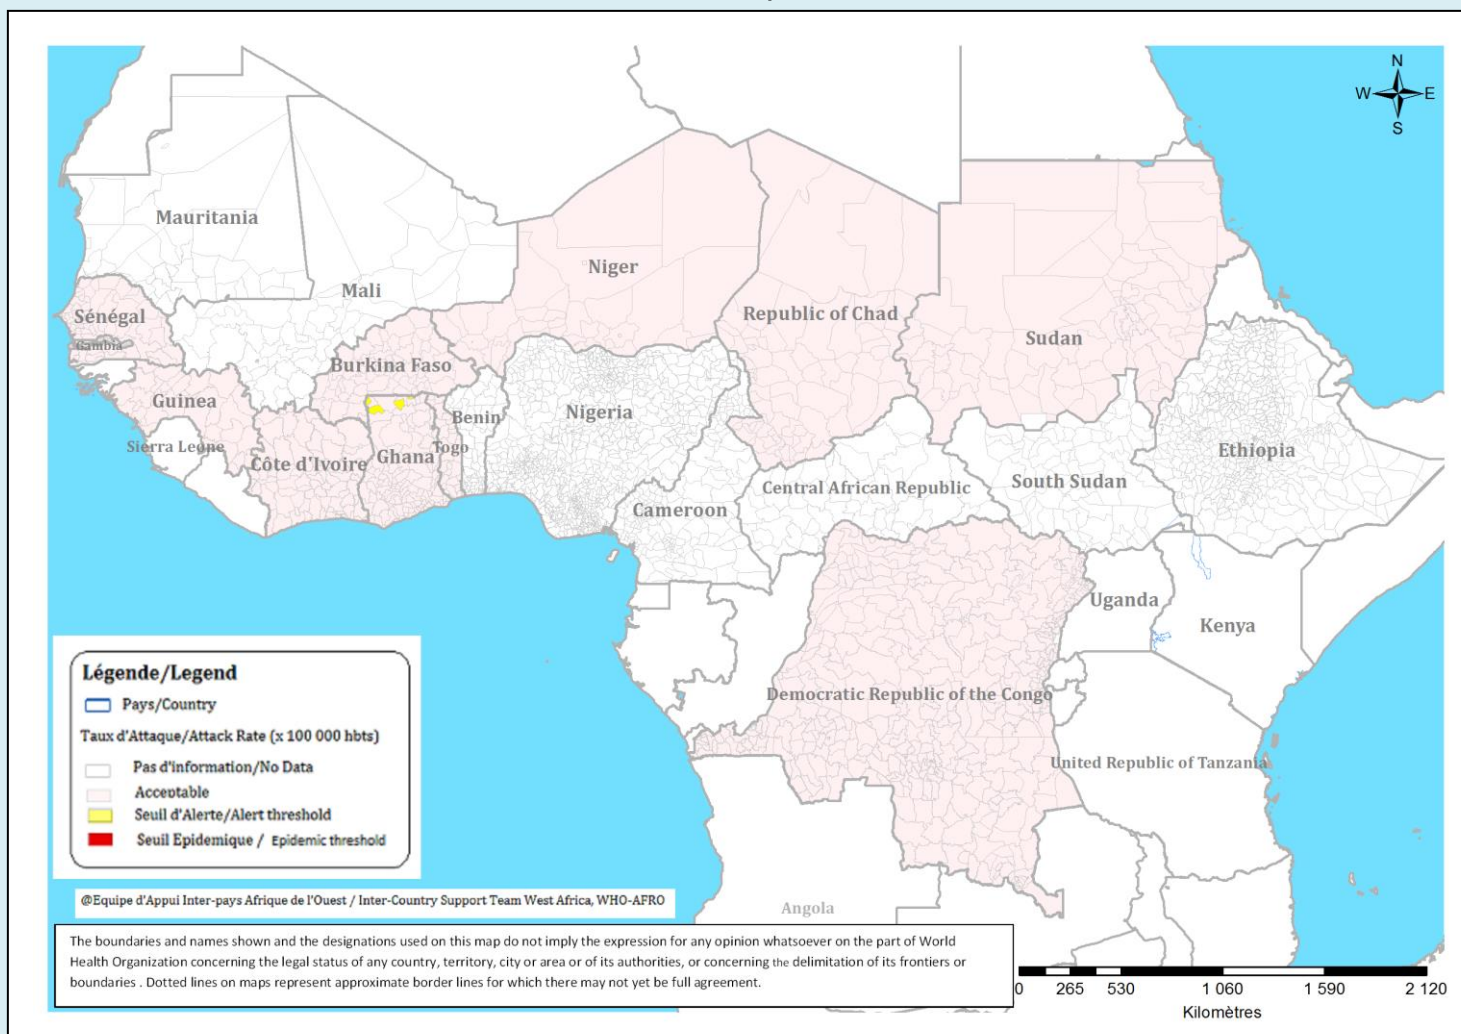 N
W E
S
Mauritania
Mali
Niger
Republic of Chad
Sudan
Sénégal
Gambia
Burkina Faso
Guinea
Benin
Nigeria
Sierra Leone
Côte d'Ivoire
Ghana
Togo
Ethiopia
Central African Republic
South Sudan
Cameroon
Uganda
Kenya
Democratic Republic of the Congo
United Republic of Tanzania
Angola
Légende/Legend
Pays/Country
Taux d'Attaque/Attack Rate (x 100 000 hbts)
Pas d'information/No Data
Acceptable
Seuil d'Alerte/Alert threshold
Seuil Epidemique / Epidemic threshold
@Equipe d'Appui Inter-pays Afrique de l'Ouest / Inter-Country Support Team West Africa, WHO-AFRO
The boundaries and names shown and the designations used on this map do not imply the expression for any opinion whatsoever on the part of World
Health Organization concerning the legal status of any country, territory, city or area or of its authorities, or concerning the delimitation of its frontiers or
boundaries . Dotted lines on maps represent approximate border lines for which there may not yet be full agreement.
0 265 530 1 060 1 590 2 120
Kilomètres